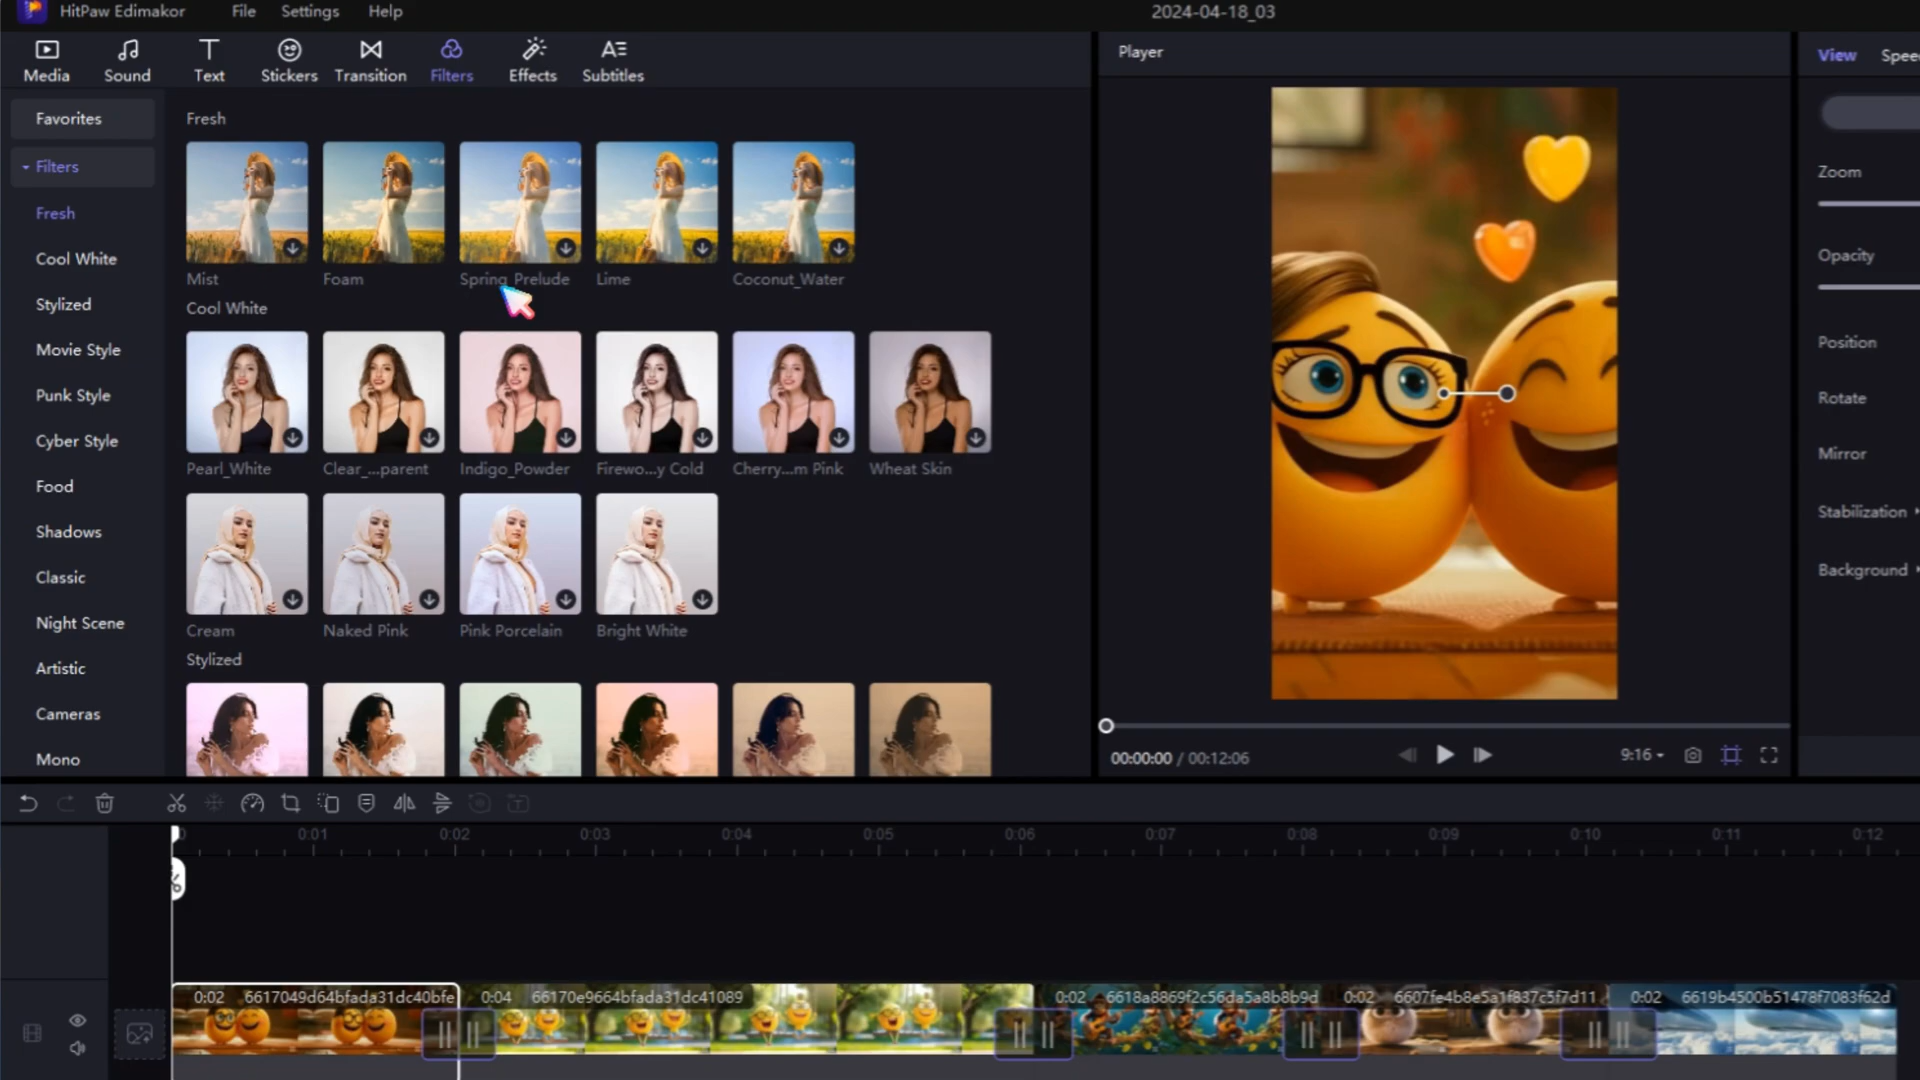 HitPaw Edimakor File Settings Help 2024-04-18_03
Media Sound Text Stickers Transition Filters Effects Subtitles
Player
View
Favorites
Filters
Fresh
Cool White
Stylized
Movie Style
Punk Style
Cyber Style
Food
Shadows
Classic
Night Scene
Artistic
Cameras
Mono
Fresh
Mist Foam Spring_Prelude Lime Coconut_Water
Cool White
Pearl_White Clear_...parent Indigo_Powder Firewo...y Cold Cherry...m Pink Wheat Skin
Cream Naked Pink Pink Porcelain Bright White
Stylized
Zoom
Opacity
Position
Rotate
Mirror
Stabilization
Background
00:00:00 / 00:12:06 9:16
0:01 0:02 0:03 0:04 0:05 0:06 0:07 0:08 0:09 0:10 0:11 0:12
0:02 6617049d64bfada31dc40bfe 0:04 66170e9664bfada31dc41089 0:02 6618a8869f2c56da5a8b8b9d 0:02 6607fe4b8e5a1f837c5f7d11 0:02 6619b4500b51478f7083f62d